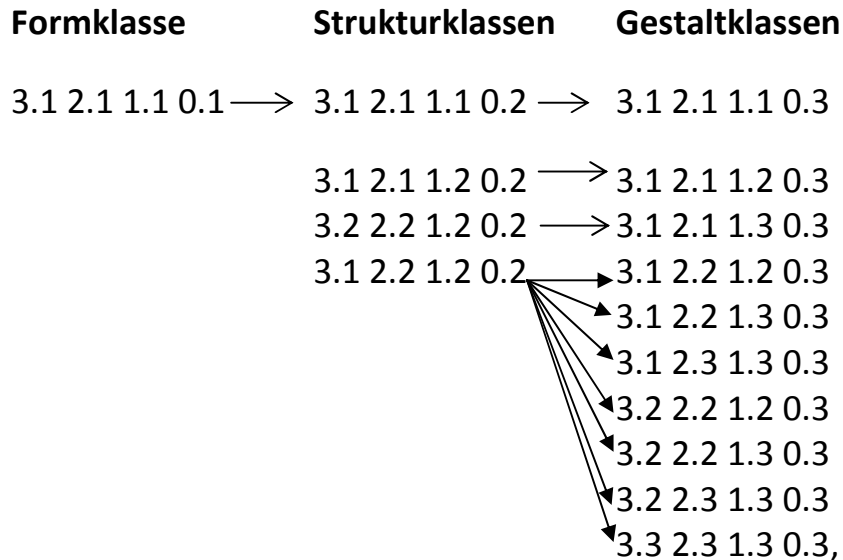 Formklasse Strukturklassen Gestaltklassen
3.1 2.1 1.1 0.1 → 3.1 2.1 1.1 0.2 → 3.1 2.1 1.1 0.3
3.1 2.1 1.2 0.2 → 3.1 2.1 1.2 0.3
3.2 2.2 1.2 0.2 → 3.1 2.1 1.3 0.3
3.1 2.2 1.2 0.2 3.1 2.2 1.2 0.3
3.1 2.2 1.3 0.3
3.1 2.3 1.3 0.3
3.2 2.2 1.2 0.3
3.2 2.2 1.3 0.3
3.2 2.3 1.3 0.3
3.3 2.3 1.3 0.3,